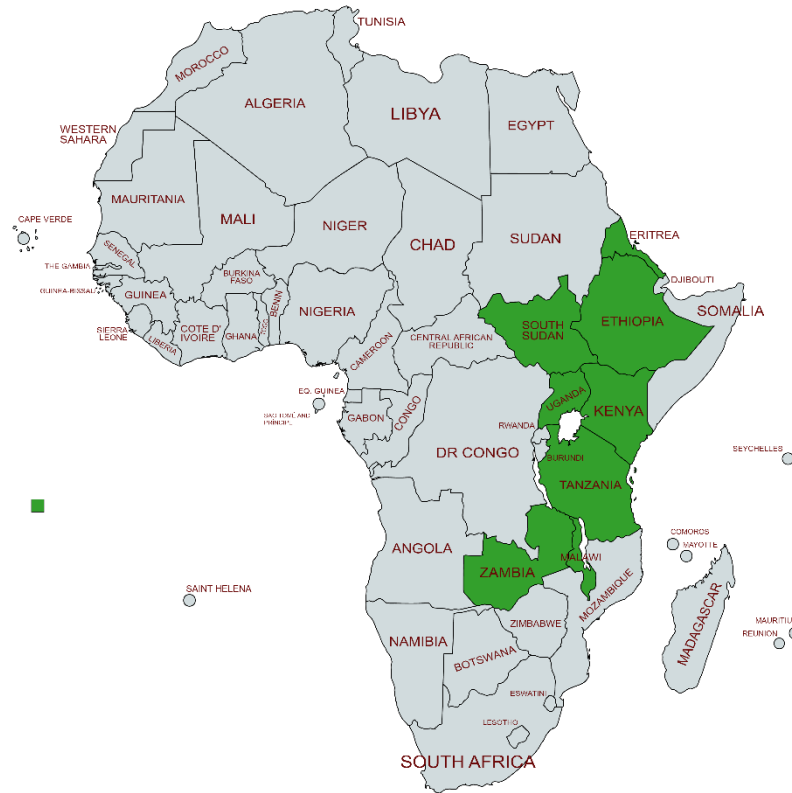 TUNISIA
MOROCCO
ALGERIA
LIBYA
EGYPT
WESTERN
SAHARA
MAURITANIA
MALI
NIGER
CHAD
SUDAN
ERITREA
CAPE VERDE
SENEGAL
THE GAMBIA
GUINEA-BISSAU
GUINEA
BURKINA
FASO
BENIN
TOGO
NIGERIA
DJIBOUTI
SOMALIA
SIERRA
LEONE
LIBERIA
COTE D'
IVOIRE
GHANA
CAMEROON
CENTRAL AFRICAN
REPUBLIC
SOUTH
SUDAN
ETHIOPIA
EQ. GUINEA
SAO TOMÉ AND
PRÍNCIPE
GABON
CONGO
UGANDA
KENYA
RWANDA
DR CONGO
BURUNDI
SEYCHELLES
TANZANIA
ANGOLA
ZAMBIA
MALAWI
COMOROS
MAYOTTE
SAINT HELENA
MOZAMBIQUE
MADAGASCAR
ZIMBABWE
NAMIBIA
BOTSWANA
MAURITIU
REUNION
ESWATINI
LESOTHO
SOUTH AFRICA